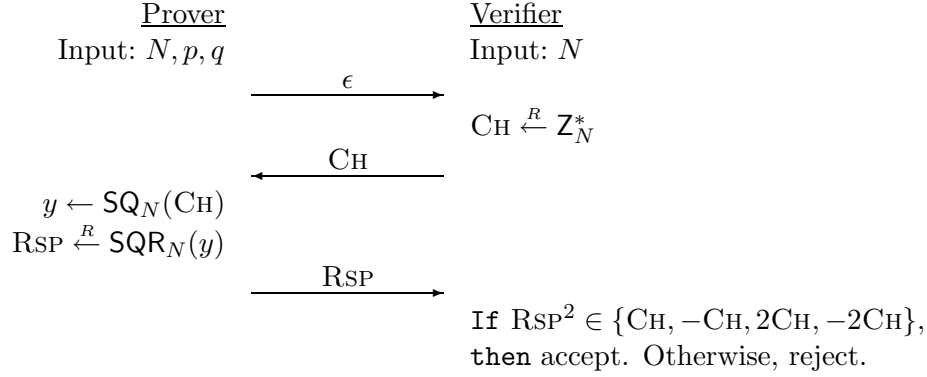 Prover Verifier
Input: N, p, q Input: N
ϵ
CH ←R Z*N
CH
y ← SQN(CH)
RSP ←R SQRN(y)
RSP
If RSP² ∈ {CH, −CH, 2CH, −2CH},
then accept. Otherwise, reject.